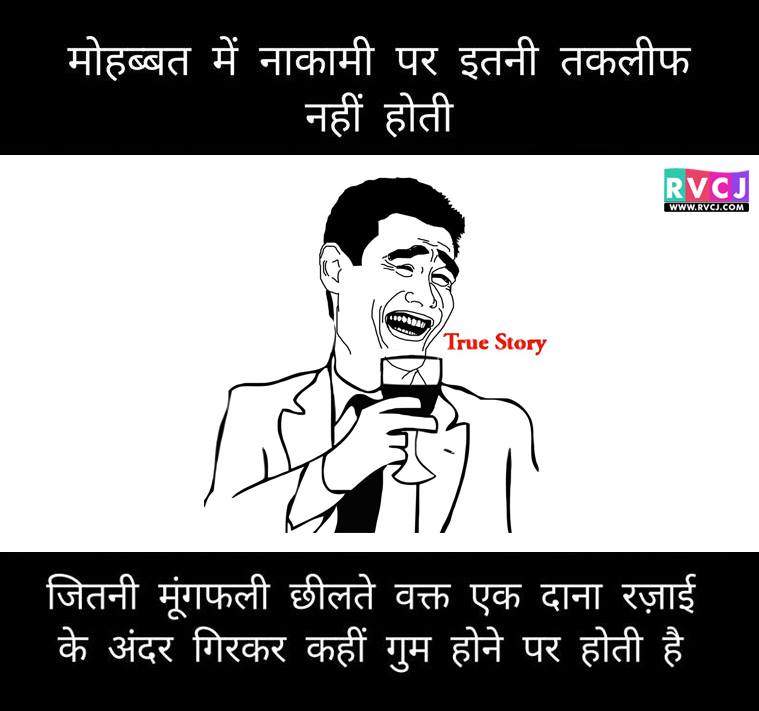 मोहब्बत में नाकामी पर इतनी तकलीफ
नहीं होती
RVCJ
WWW.RVCJ.COM
True Story
जितनी मूंगफली छीलते वक्त एक दाना रज़ाई
के अंदर गिरकर कहीं गुम होने पर होती है